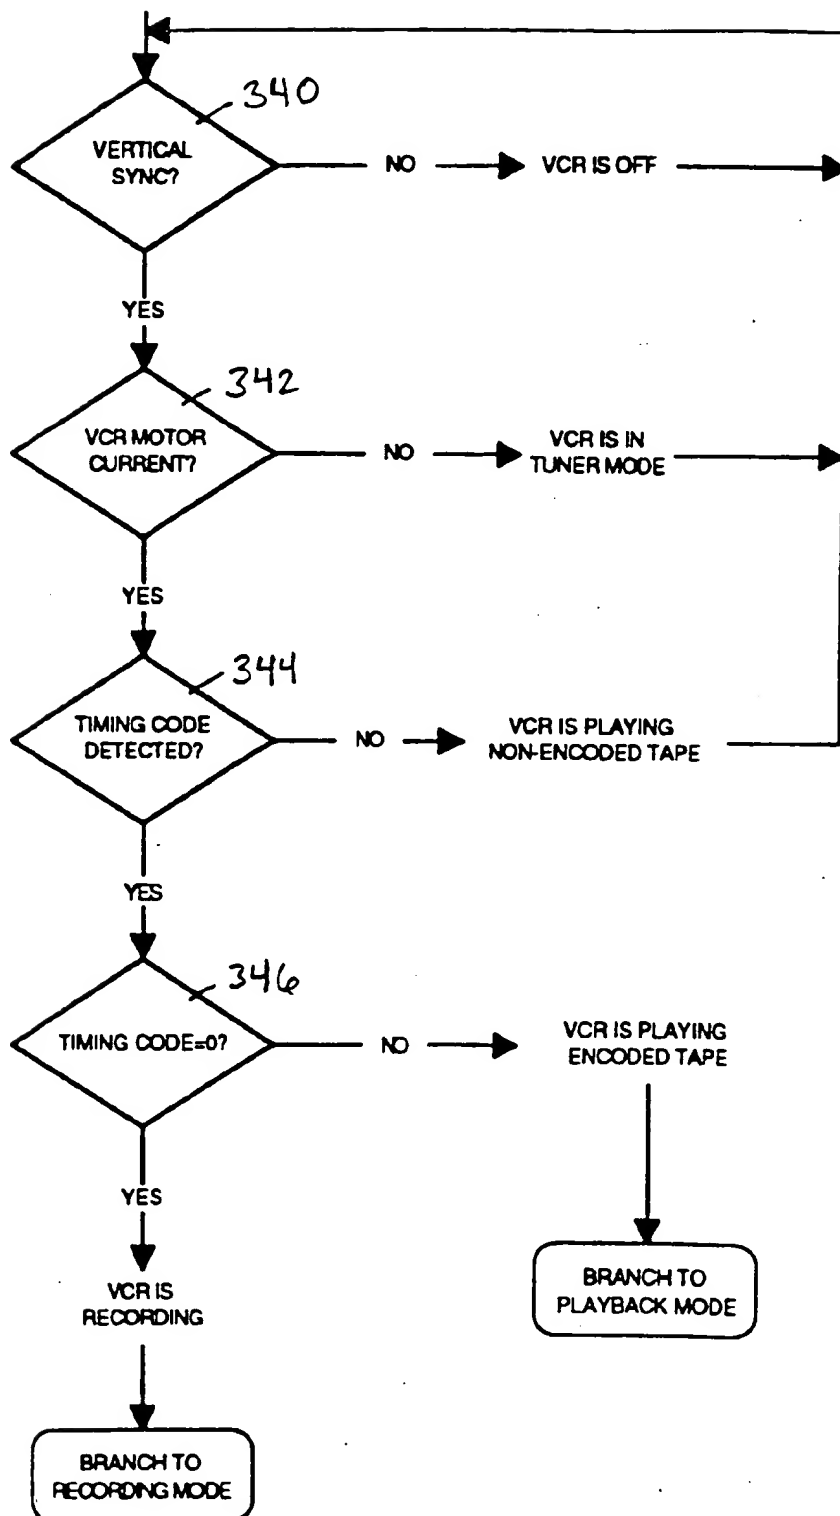 340
VERTICAL
SYNC?
NO
VCR IS OFF
YES
342
VCR MOTOR
CURRENT?
NO
VCR IS IN
TUNER MODE
YES
344
TIMING CODE
DETECTED?
NO
VCR IS PLAYING
NON-ENCODED TAPE
YES
346
TIMING CODE=0?
NO
VCR IS PLAYING
ENCODED TAPE
YES
VCR IS
RECORDING
BRANCH TO
PLAYBACK MODE
BRANCH TO
RECORDING MODE